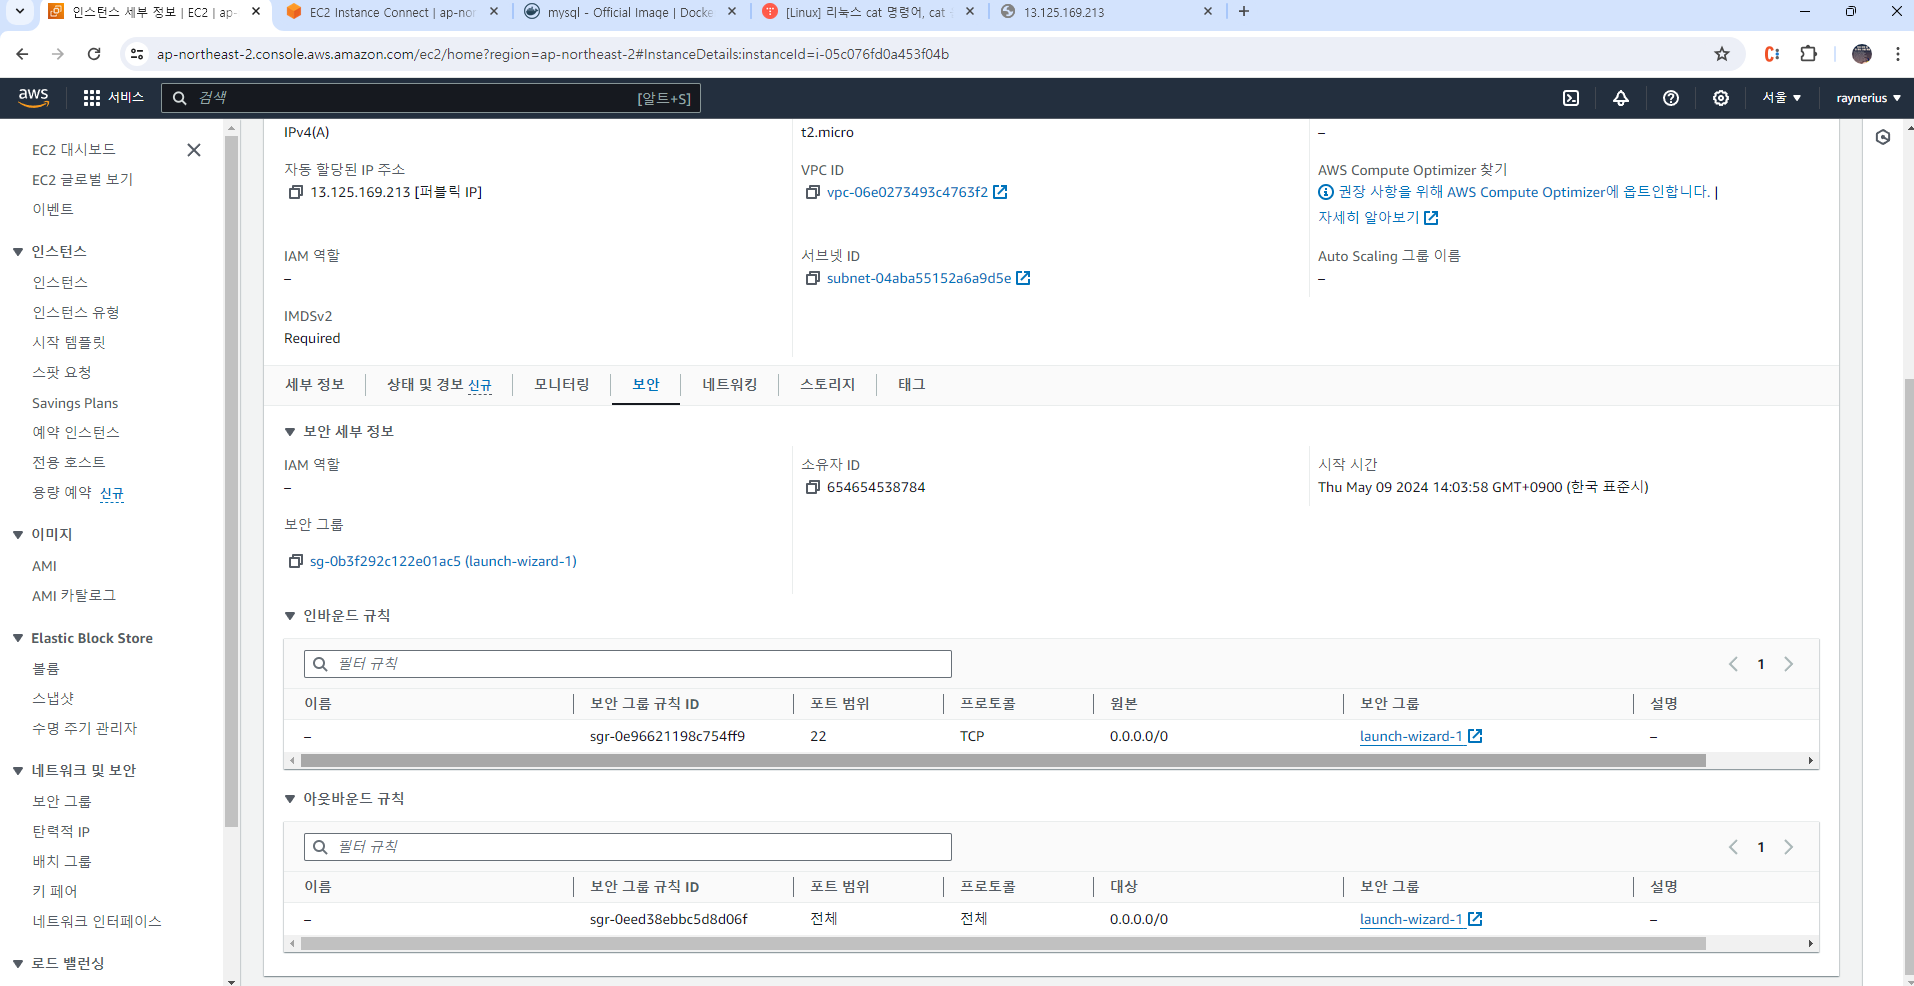 인스턴스 세부 정보 | EC2 | ap-
EC2 Instance Connect | ap-nor
mysql - Official Image | Docke
[Linux] 리눅스 cat 명령어, cat
13.125.169.213
ap-northeast-2.console.aws.amazon.com/ec2/home?region=ap-northeast-2#InstanceDetails:instanceId=i-05c076fd0a453f04b
aws
서비스
검색
[알트+S]
서울
raynerius
EC2 대시보드
EC2 글로벌 보기
이벤트
인스턴스
인스턴스
인스턴스 유형
시작 템플릿
스팟 요청
Savings Plans
예약 인스턴스
전용 호스트
용량 예약 신규
이미지
AMI
AMI 카탈로그
Elastic Block Store
볼륨
스냅샷
수명 주기 관리자
네트워크 및 보안
보안 그룹
탄력적 IP
배치 그룹
키 페어
네트워크 인터페이스
로드 밸런싱
IPv4(A)
t2.micro
–
자동 할당된 IP 주소
13.125.169.213 [퍼블릭 IP]
VPC ID
vpc-06e0273493c4763f2
AWS Compute Optimizer 찾기
권장 사항을 위해 AWS Compute Optimizer에 옵트인합니다. |
자세히 알아보기
IAM 역할
–
서브넷 ID
subnet-04aba55152a6a9d5e
Auto Scaling 그룹 이름
–
IMDSv2
Required
세부 정보
상태 및 경보 신규
모니터링
보안
네트워킹
스토리지
태그
보안 세부 정보
IAM 역할
–
소유자 ID
654654538784
시작 시간
Thu May 09 2024 14:03:58 GMT+0900 (한국 표준시)
보안 그룹
sg-0b3f292c122e01ac5 (launch-wizard-1)
인바운드 규칙
필터 규칙
1
이름 보안 그룹 규칙 ID 포트 범위 프로토콜 원본 보안 그룹 설명
– sgr-0e96621198c754ff9 22 TCP 0.0.0.0/0 launch-wizard-1 –
아웃바운드 규칙
필터 규칙
1
이름 보안 그룹 규칙 ID 포트 범위 프로토콜 대상 보안 그룹 설명
– sgr-0eed38ebbc5d8d06f 전체 전체 0.0.0.0/0 launch-wizard-1 –